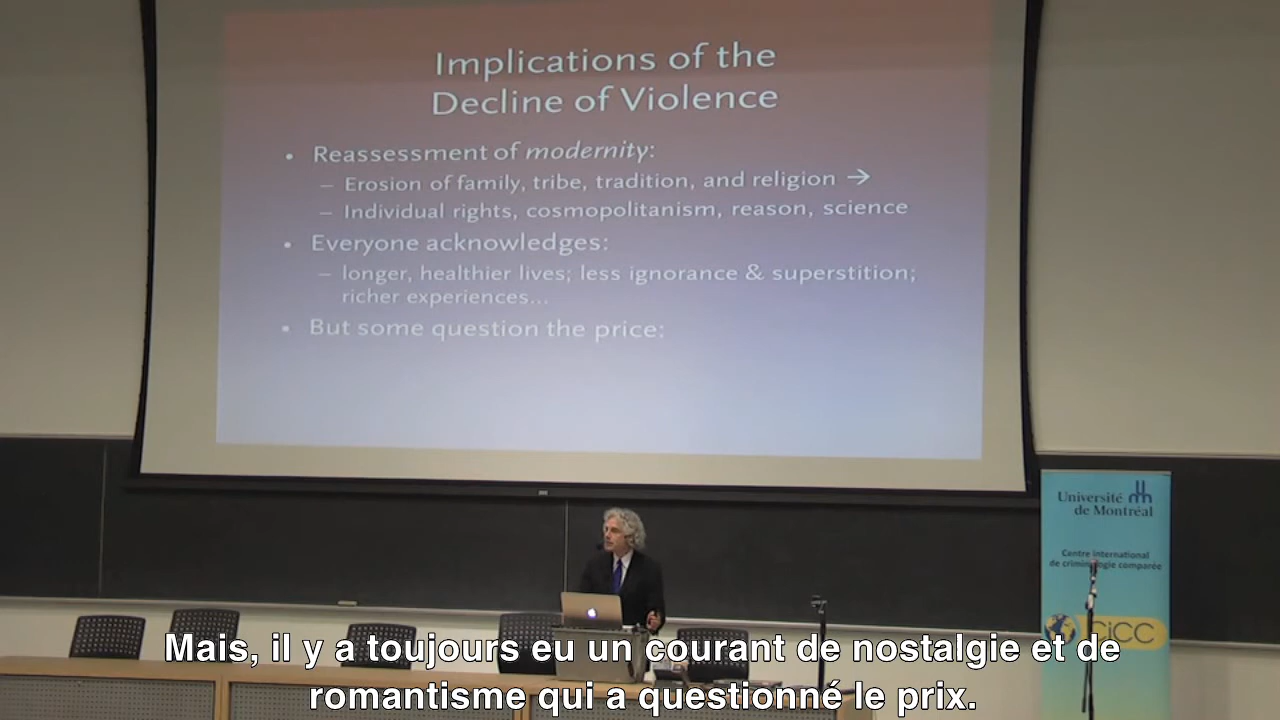 Implications of the
Decline of Violence
• Reassessment of modernity:
– Erosion of family, tribe, tradition, and religion →
– Individual rights, cosmopolitanism, reason, science
• Everyone acknowledges:
– longer, healthier lives; less ignorance & superstition;
richer experiences...
• But some question the price:
Université
de Montréal
Centre international
de criminologie comparée
CICC
Mais, il y a toujours eu un courant de nostalgie et de
romantisme qui a questionné le prix.